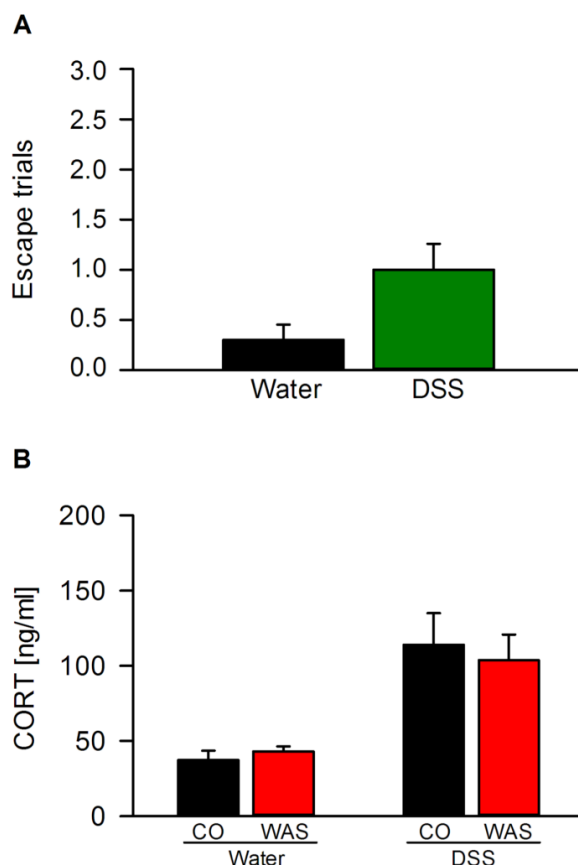 A
3.0
2.5
2.0
1.5
1.0
0.5
0.0
Escape trials
Water DSS
B
200
150
100
50
0
CORT [ng/ml]
CO WAS CO WAS
Water DSS